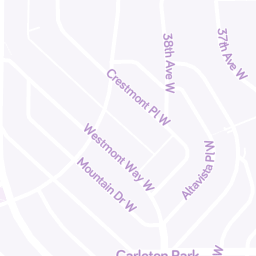 38th Ave W
37th Ave W
Crestmont Pl W
Westmont Way W
Mountain Dr W
Altavista Pl W
Carleton Park
W